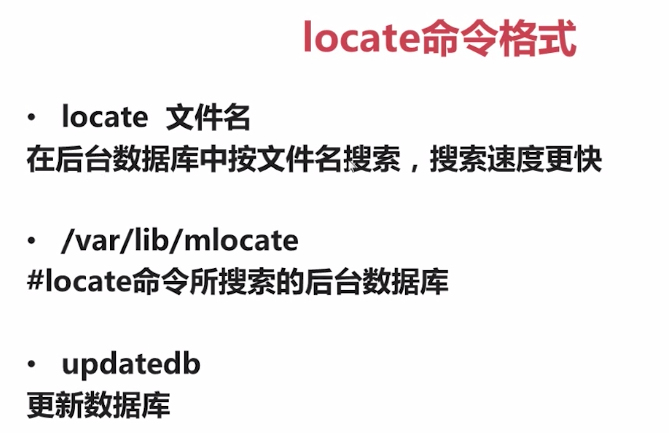 locate命令格式
• locate 文件名
在后台数据库中按文件名搜索，搜索速度更快
• /var/lib/mlocate
#locate命令所搜索的后台数据库
• updatedb
更新数据库